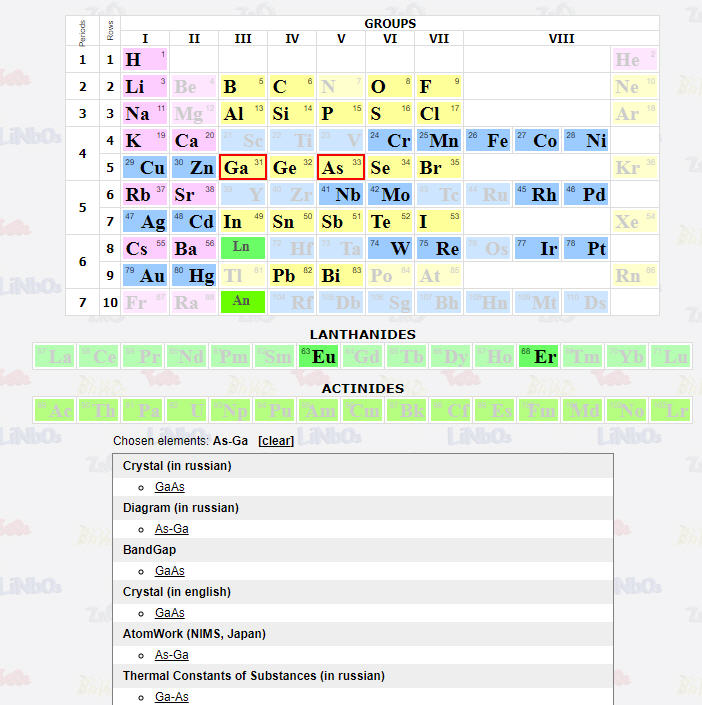 GROUPS
Periods Rows I II III IV V VI VII VIII
1 1 H 1 He 2
2 2 Li 3 Be 4 B 5 C 6 N 7 O 8 F 9 Ne 10
3 3 Na 11 Mg 12 Al 13 Si 14 P 15 S 16 Cl 17 Ar 18
4 4 K 19 Ca 20 21 Sc 22 Ti 23 V 24 Cr 25 Mn 26 Fe 27 Co 28 Ni
5 29 Cu 30 Zn Ga 31 Ge 32 As 33 Se 34 Br 35 Kr 36
5 6 Rb 37 Sr 38 39 Y Zr 41 Nb 42 Mo Tc 44 Ru 45 Rh 46 Pd
7 47 Ag 48 Cd In 49 Sn 50 Sb 51 Te 52 I 53 Xe 54
6 8 Cs 55 Ba 56 Ln 72 Hf 73 Ta 74 W 75 Re 76 Os 77 Ir 78 Pt
9 79 Au 80 Hg Tl 81 Pb 82 Bi 83 Po 84 At 85 Rn 86
7 10 Fr 87 Ra 88 An 104 Rf 105 Db 106 Sg 107 Bh 108 Hn 109 Mt 110 Ds
LANTHANIDES
La Ce Pr Nd Pm Sm 63 Eu Gd Tb Dy Ho 68 Er Tm Yb Lu
ACTINIDES
Ac Th Pa U Np Pu Am Cm Bk Cf Es Fm Md No Lr
Chosen elements: As-Ga [clear]
Crystal (in russian)
GaAs
Diagram (in russian)
As-Ga
BandGap
GaAs
Crystal (in english)
GaAs
AtomWork (NIMS, Japan)
As-Ga
Thermal Constants of Substances (in russian)
Ga-As